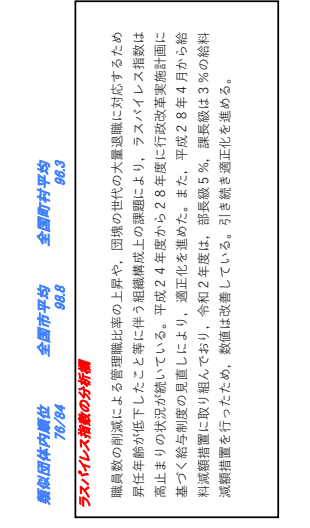 類似団体内順位 全国市平均 全国町村平均
76/84 98.8 96.3
ラスパイレス指数の分析欄
職員数の削減による管理職比率の上昇や，団塊の世代の大量退職に対応するため
昇任年齢が低下したこと等に伴う組織構成上の課題により，ラスパイレス指数は
高止まりの状況が続いている。平成２４年度から２８年度に行政改革実施計画に
基づく給与制度の見直しにより，適正化を進めた。また，平成２８年４月から給
料減額措置に取り組んでおり，令和２年度は，部長級５％，課長級は３％の給料
減額措置を行ったため，数値は改善している。引き続き適正化を進める。